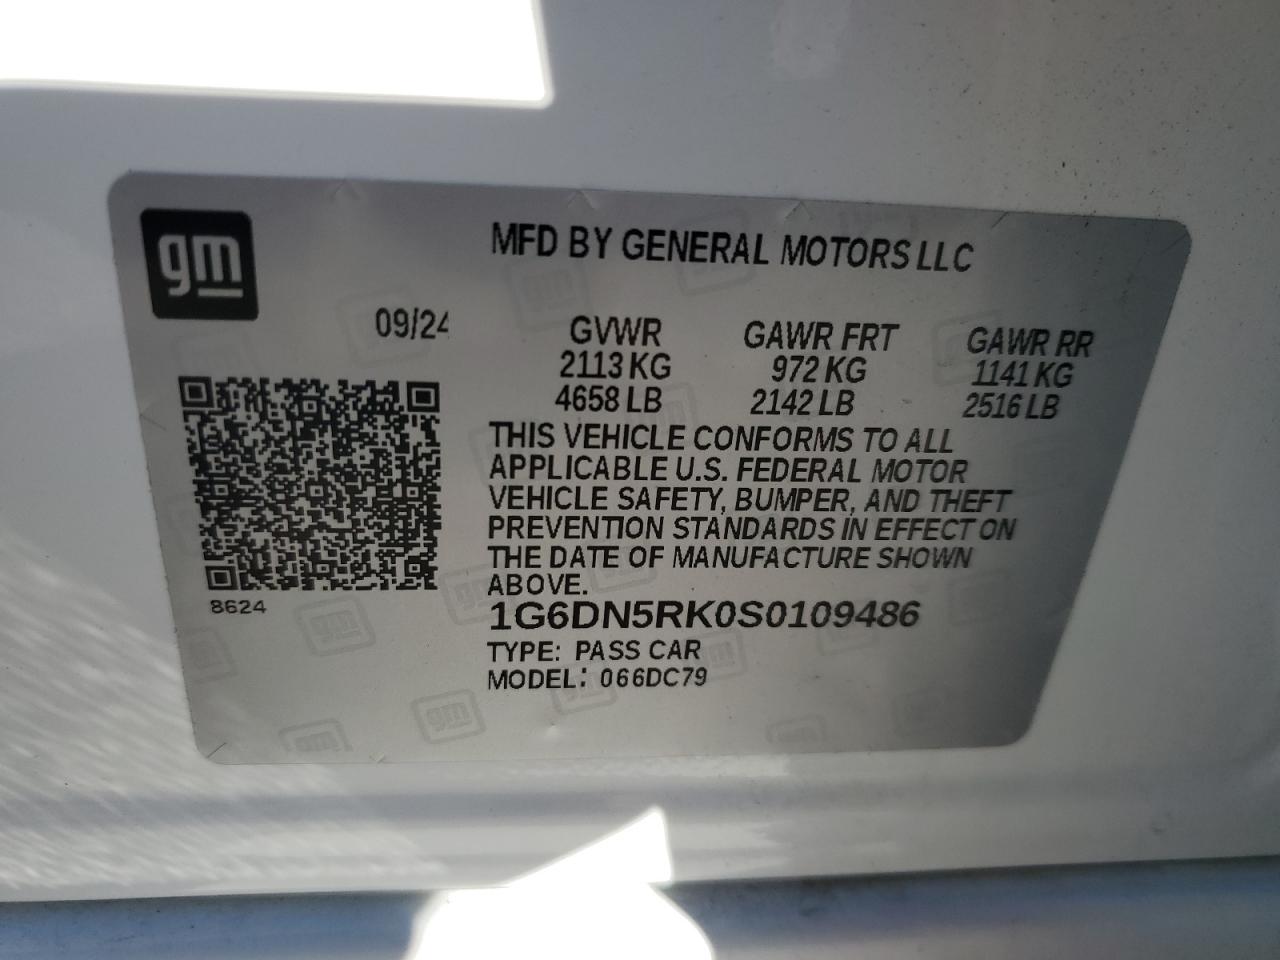 gm
MFD BY GENERAL MOTORS LLC
09/24
GVWR GAWR FRT GAWR RR
2113 KG 972 KG 1141 KG
4658 LB 2142 LB 2516 LB
THIS VEHICLE CONFORMS TO ALL
APPLICABLE U.S. FEDERAL MOTOR
VEHICLE SAFETY, BUMPER, AND THEFT
PREVENTION STANDARDS IN EFFECT ON
THE DATE OF MANUFACTURE SHOWN
ABOVE.
8624
1G6DN5RK0S0109486
TYPE: PASS CAR
MODEL: 066DC79
gm